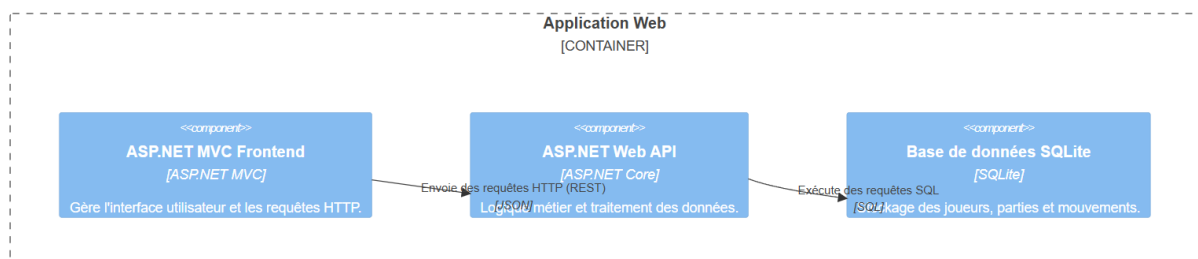 Application Web
[CONTAINER]
<<component>>
ASP.NET MVC Frontend
[ASP.NET MVC]
Gère l'interface utilisateur et les requêtes HTTP.
Envoie des requêtes HTTP (REST)
[JSON]
<<component>>
ASP.NET Web API
[ASP.NET Core]
Logique métier et traitement des données.
Exécute des requêtes SQL
[SQL]
<<component>>
Base de données SQLite
[SQLite]
Stockage des joueurs, parties et mouvements.